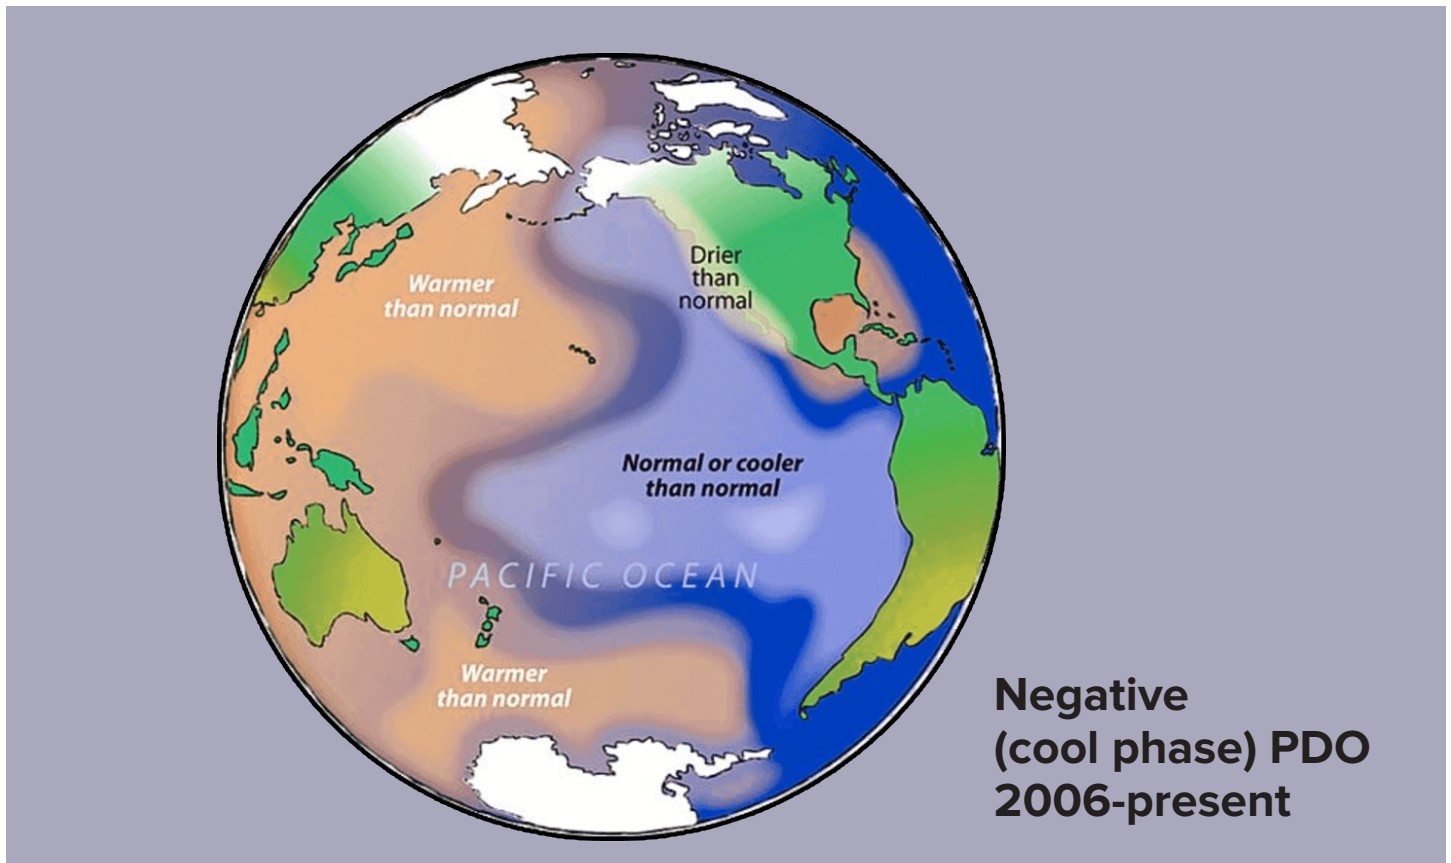 Drier
than
normal
Warmer
than normal
Normal or cooler
than normal
PACIFIC OCEAN
Warmer
than normal
Negative
(cool phase) PDO
2006-present